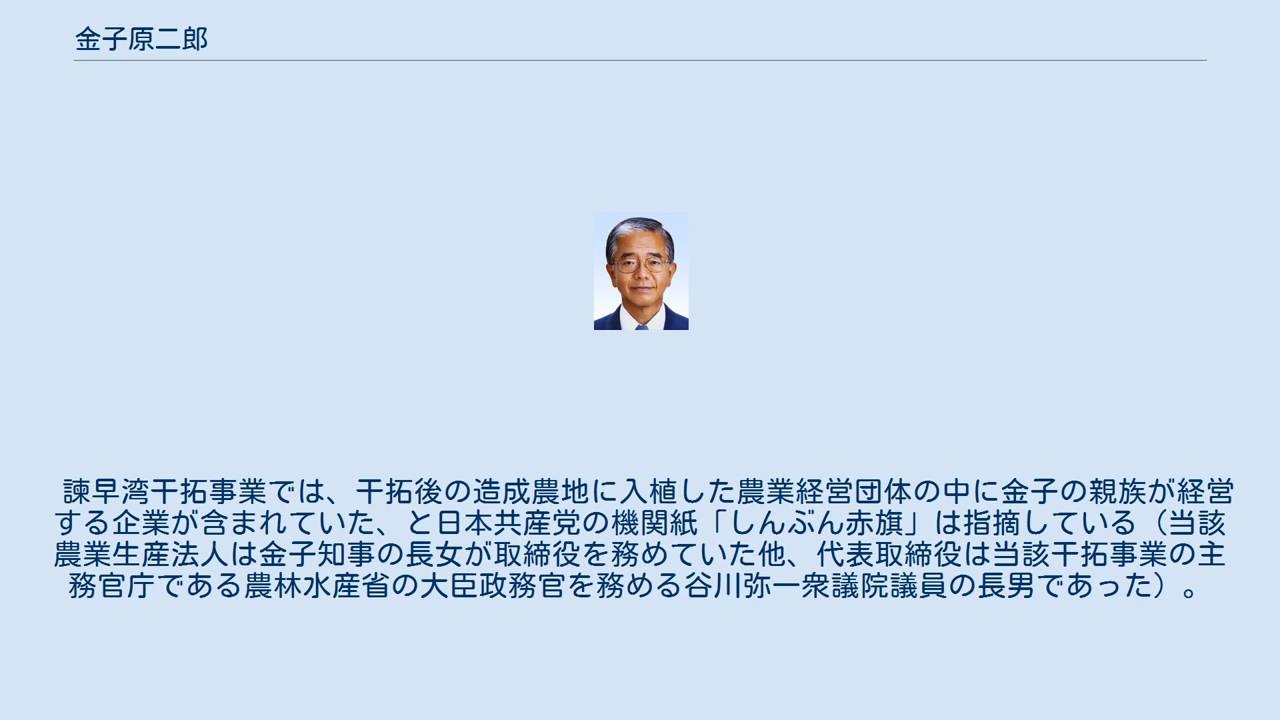 金子原二郎
諫早湾干拓事業では、干拓後の造成農地に入植した農業経営団体の中に金子の親族が経営
する企業が含まれていた、と日本共産党の機関紙「しんぶん赤旗」は指摘している（当該
農業生産法人は金子知事の長女が取締役を務めていた他、代表取締役は当該干拓事業の主
務官庁である農林水産省の大臣政務官を務める谷川弥一衆議院議員の長男であった）。